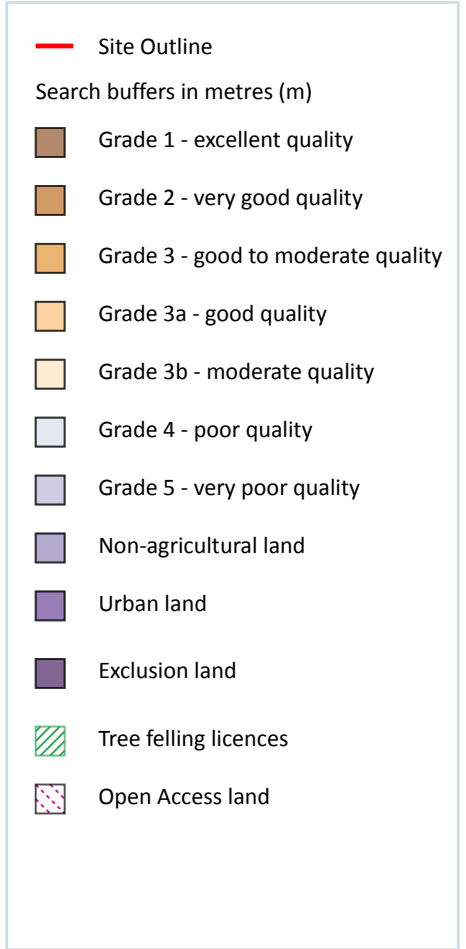 Site Outline
Search buffers in metres (m)
Grade 1 - excellent quality
Grade 2 - very good quality
Grade 3 - good to moderate quality
Grade 3a - good quality
Grade 3b - moderate quality
Grade 4 - poor quality
Grade 5 - very poor quality
Non-agricultural land
Urban land
Exclusion land
Tree felling licences
Open Access land